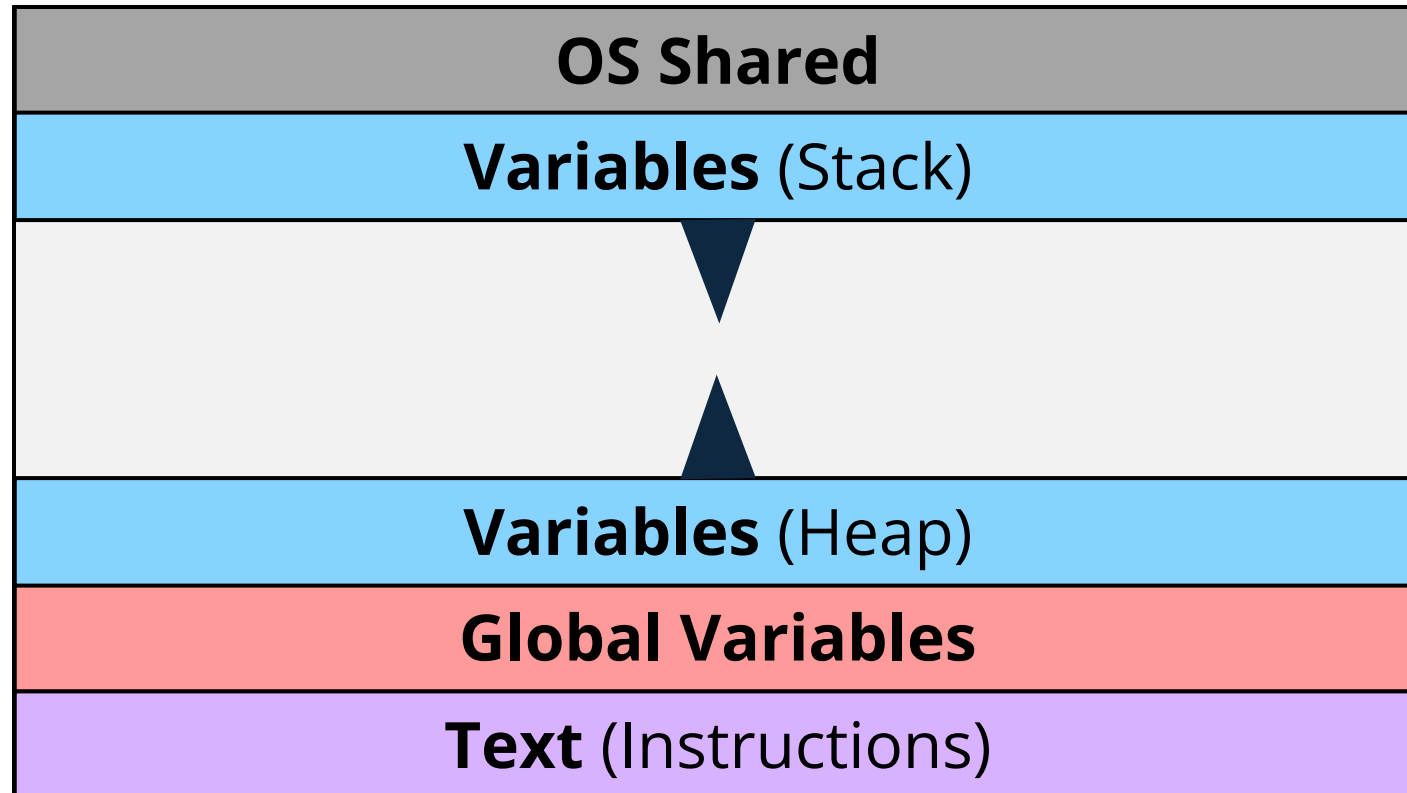 OS Shared
Variables (Stack)
Variables (Heap)
Global Variables
Text (Instructions)